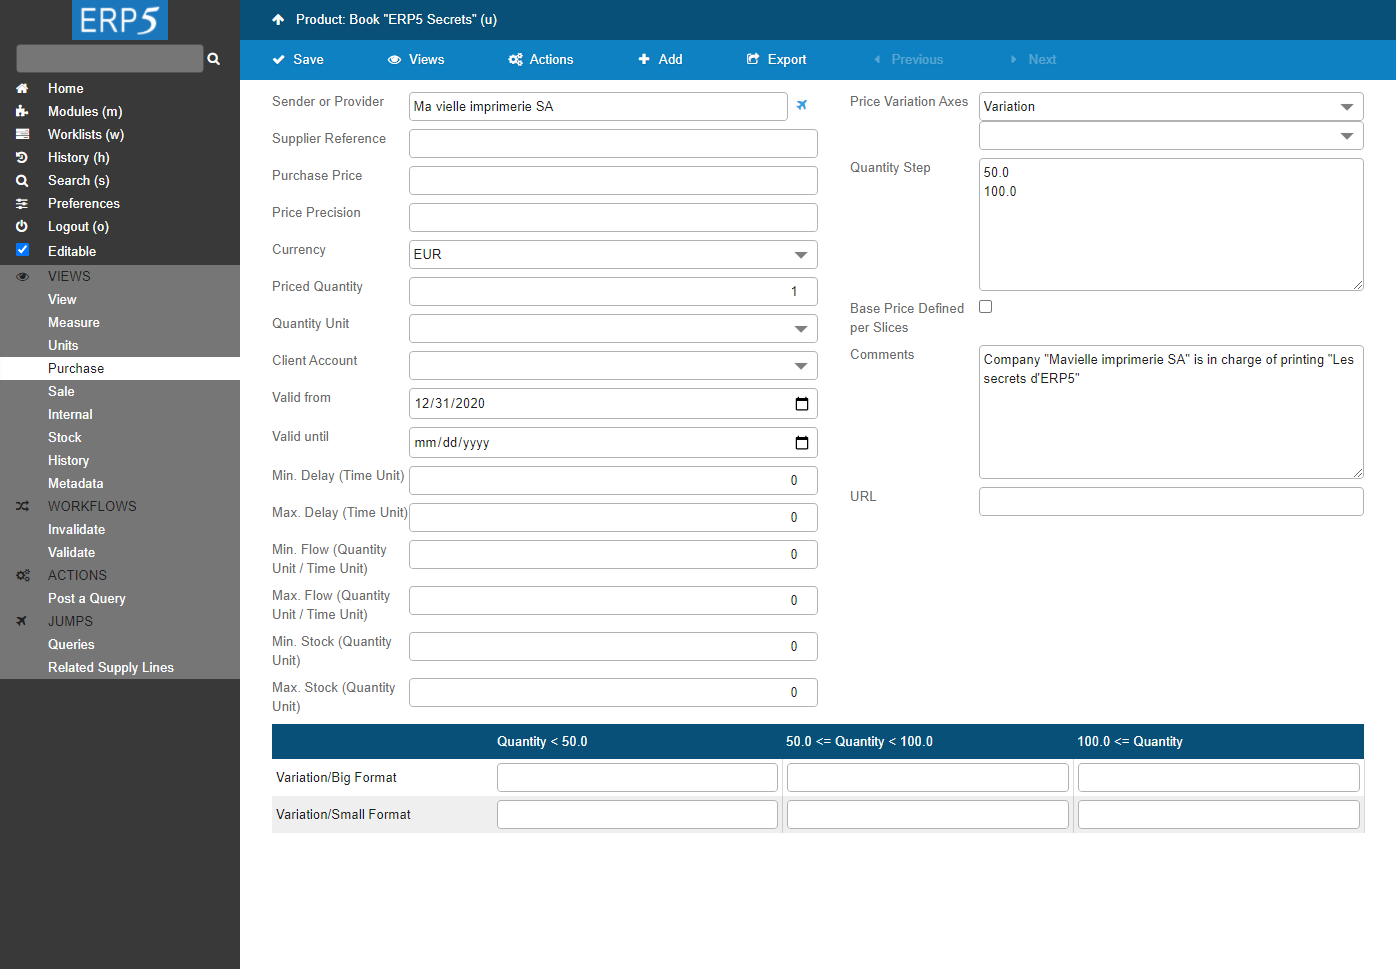 ERP5
Home
Modules (m)
Worklists (w)
History (h)
Search (s)
Preferences
Logout (o)
Editable
VIEWS
View
Measure
Units
Purchase
Sale
Internal
Stock
History
Metadata
WORKFLOWS
Invalidate
Validate
ACTIONS
Post a Query
JUMPS
Queries
Related Supply Lines
Product: Book "ERP5 Secrets" (u)
Save Views Actions Add Export Previous Next
Sender or Provider Ma vielle imprimerie SA
Supplier Reference
Purchase Price
Price Precision
Currency EUR
Priced Quantity 1
Quantity Unit
Client Account
Valid from 12/31/2020
Valid until mm/dd/yyyy
Min. Delay (Time Unit) 0
Max. Delay (Time Unit) 0
Min. Flow (Quantity 0
Unit / Time Unit)
Max. Flow (Quantity 0
Unit / Time Unit)
Min. Stock (Quantity 0
Unit)
Max. Stock (Quantity 0
Unit)
Price Variation Axes Variation
Quantity Step 50.0
100.0
Base Price Defined
per Slices
Comments Company "Mavielle imprimerie SA" is in charge of printing "Les
secrets d'ERP5"
URL
Quantity < 50.0 50.0 <= Quantity < 100.0 100.0 <= Quantity
Variation/Big Format
Variation/Small Format